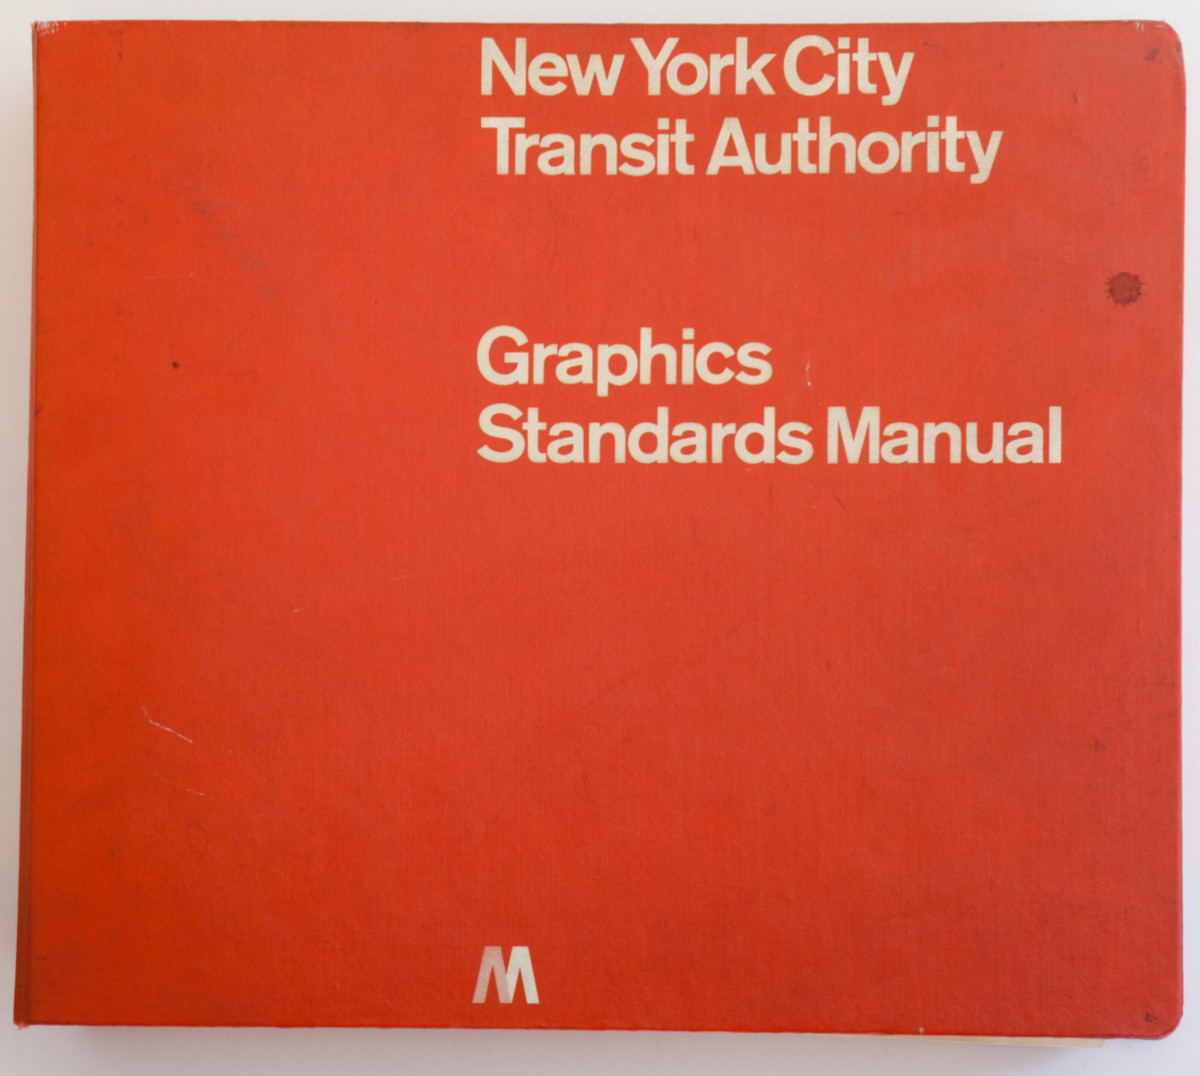 New York City
Transit Authority
Graphics
Standards Manual
M